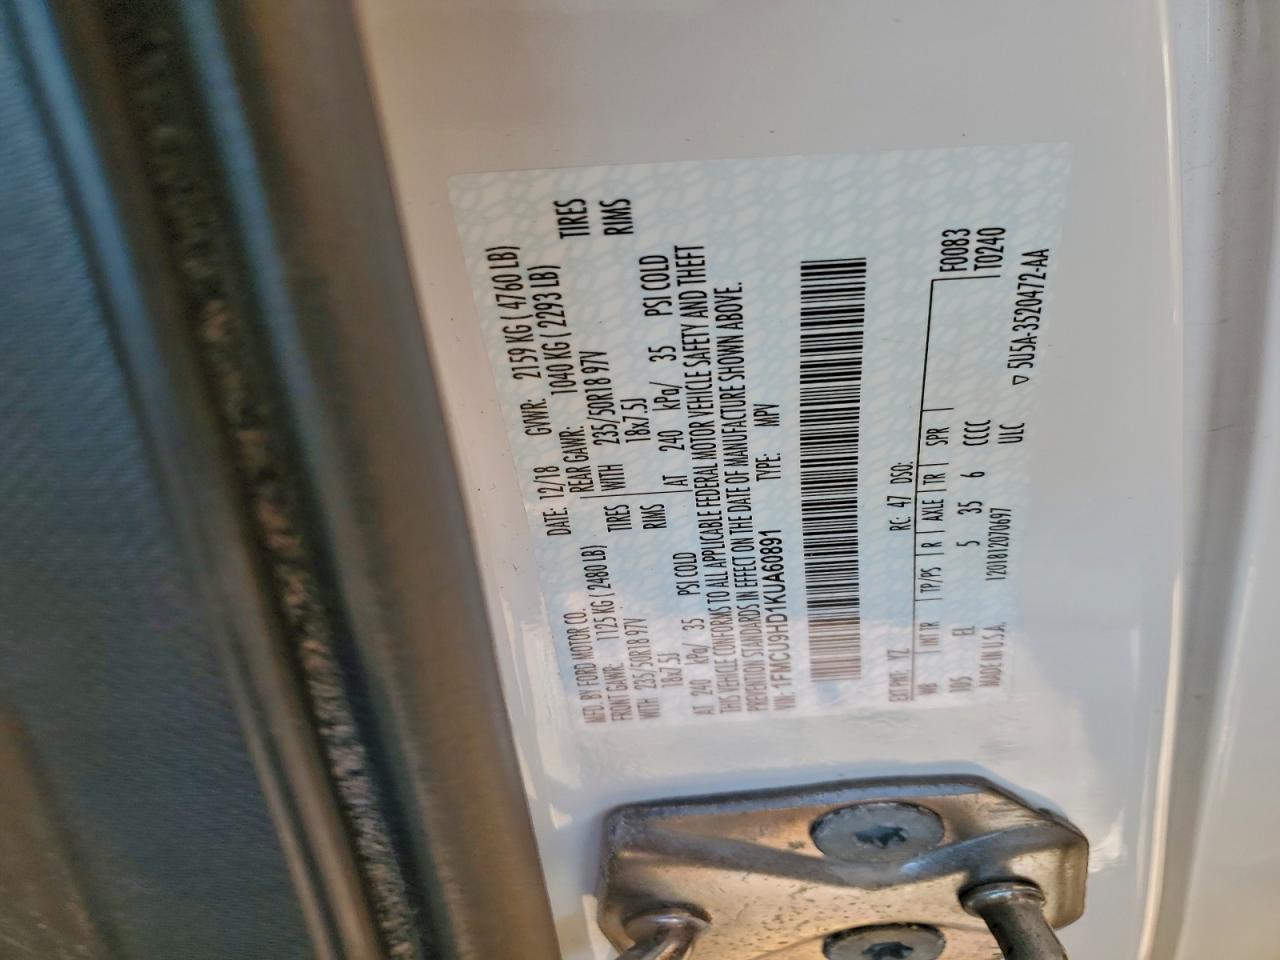 MFD. BY FORD MOTOR CO.
DATE: 12/18 GVWR: 2159 KG ( 4760 LB)
FRONT GAWR: 1125 KG ( 2480 LB)
REAR GAWR: 1040 KG ( 2293 LB)
WITH 235/50R18 97V TIRES
WITH 235/50R18 97V TIRES
18x7.5J RIMS
18x7.5J RIMS
AT 240 kPa/ 35 PSI COLD
AT 240 kPa/ 35 PSI COLD
THIS VEHICLE CONFORMS TO ALL APPLICABLE FEDERAL MOTOR VEHICLE SAFETY AND THEFT
PREVENTION STANDARDS IN EFFECT ON THE DATE OF MANUFACTURE SHOWN ABOVE.
VIN: 1FMCU9HD1KUA60891 TYPE: MPV
F0083
T0240
EXT PNT: YZ RC: 47 DSO:
WB INT TR TP/PS R AXLE TR SPR
105 EL 5 35 6 CCCC
MADE IN U.S.A. 1201812070697 ULC
▽ 5U5A-3520472-AA